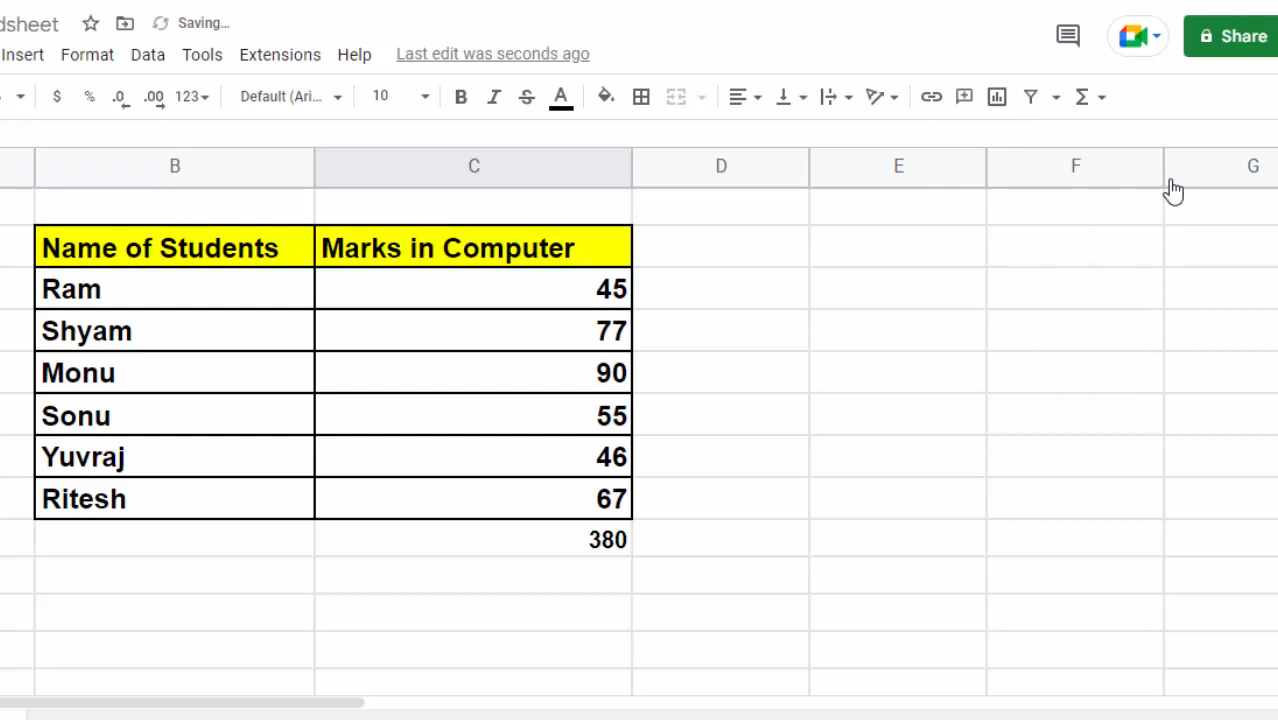 dsheet Saving...
Insert Format Data Tools Extensions Help Last edit was seconds ago Share
$ % .0 .00 123 Default (Ari... 10 B I S A Σ
B C D E F G
Name of Students Marks in Computer
Ram 45
Shyam 77
Monu 90
Sonu 55
Yuvraj 46
Ritesh 67
380